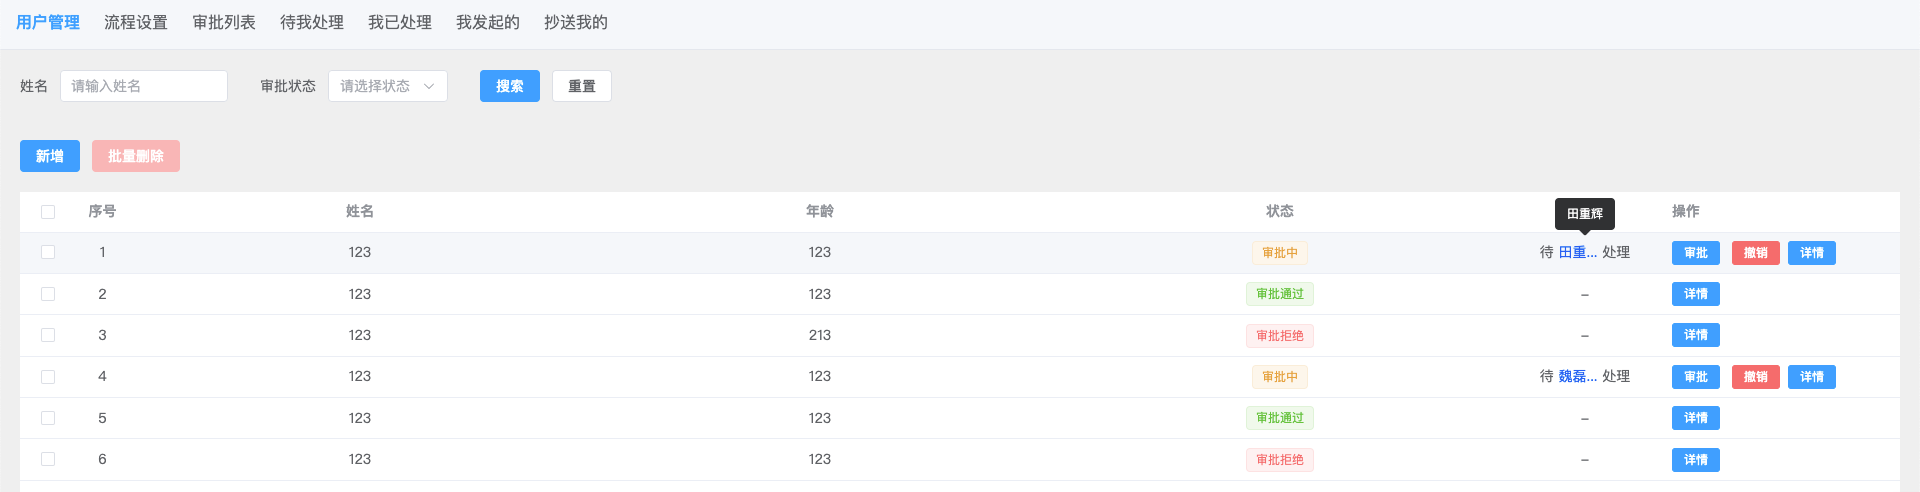 用户管理 流程设置 审批列表 待我处理 我已处理 我发起的 抄送我的
姓名 请输入姓名 审批状态 请选择状态 搜索 重置
新增 批量删除
序号 姓名 年龄 状态 操作
田重辉
1 123 123 审批中 待 田重... 处理 审批 撤销 详情
2 123 123 审批通过 – 详情
3 123 213 审批拒绝 – 详情
4 123 123 审批中 待 魏磊... 处理 审批 撤销 详情
5 123 123 审批通过 – 详情
6 123 123 审批拒绝 – 详情